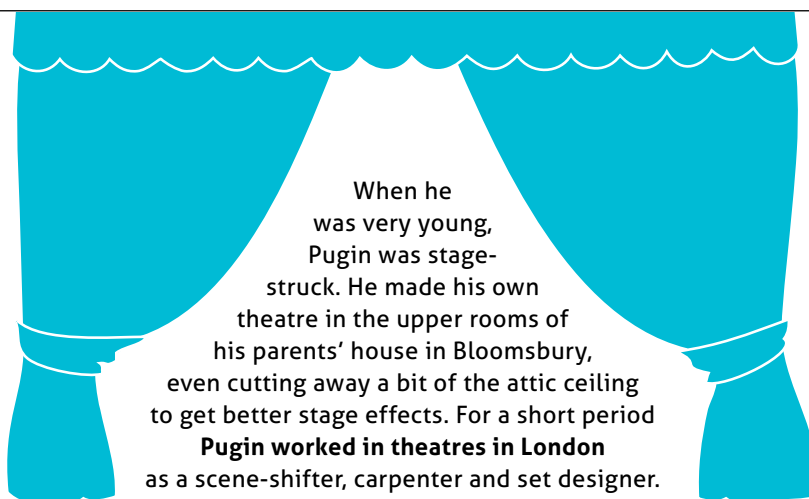 When he
was very young,
Pugin was stage-
struck. He made his own
theatre in the upper rooms of
his parents’ house in Bloomsbury,
even cutting away a bit of the attic ceiling
to get better stage effects. For a short period
Pugin worked in theatres in London
as a scene-shifter, carpenter and set designer.